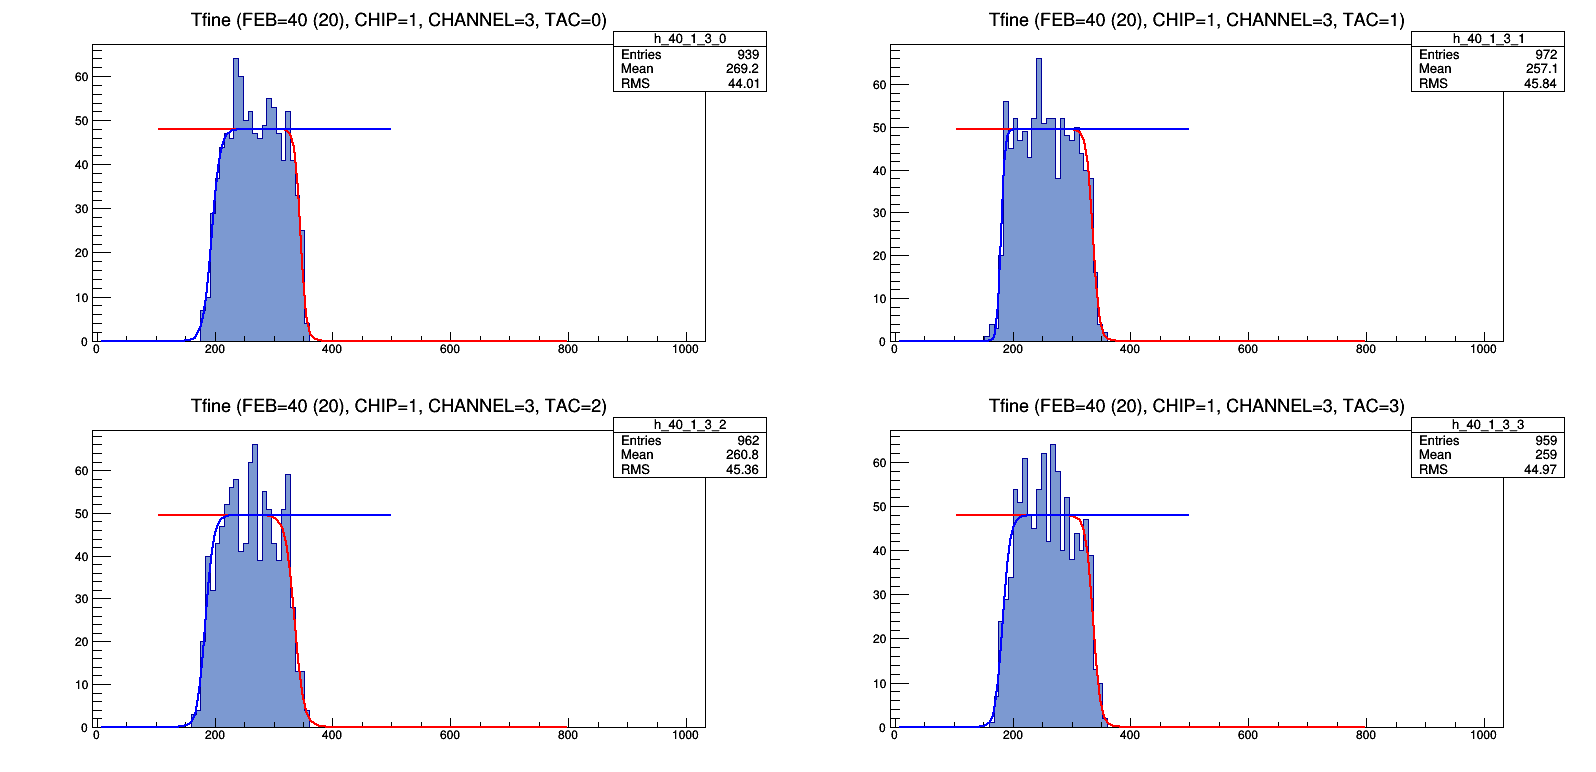 Tfine (FEB=40 (20), CHIP=1, CHANNEL=3, TAC=0)
h_40_1_3_0
Entries 939
Mean 269.2
RMS 44.01
60
50
40
30
20
10
0
0 200 400 600 800 1000
Tfine (FEB=40 (20), CHIP=1, CHANNEL=3, TAC=1)
h_40_1_3_1
Entries 972
Mean 257.1
RMS 45.84
60
50
40
30
20
10
0
0 200 400 600 800 1000
Tfine (FEB=40 (20), CHIP=1, CHANNEL=3, TAC=2)
h_40_1_3_2
Entries 962
Mean 260.8
RMS 45.36
60
50
40
30
20
10
0
0 200 400 600 800 1000
Tfine (FEB=40 (20), CHIP=1, CHANNEL=3, TAC=3)
h_40_1_3_3
Entries 959
Mean 259
RMS 44.97
60
50
40
30
20
10
0
0 200 400 600 800 1000